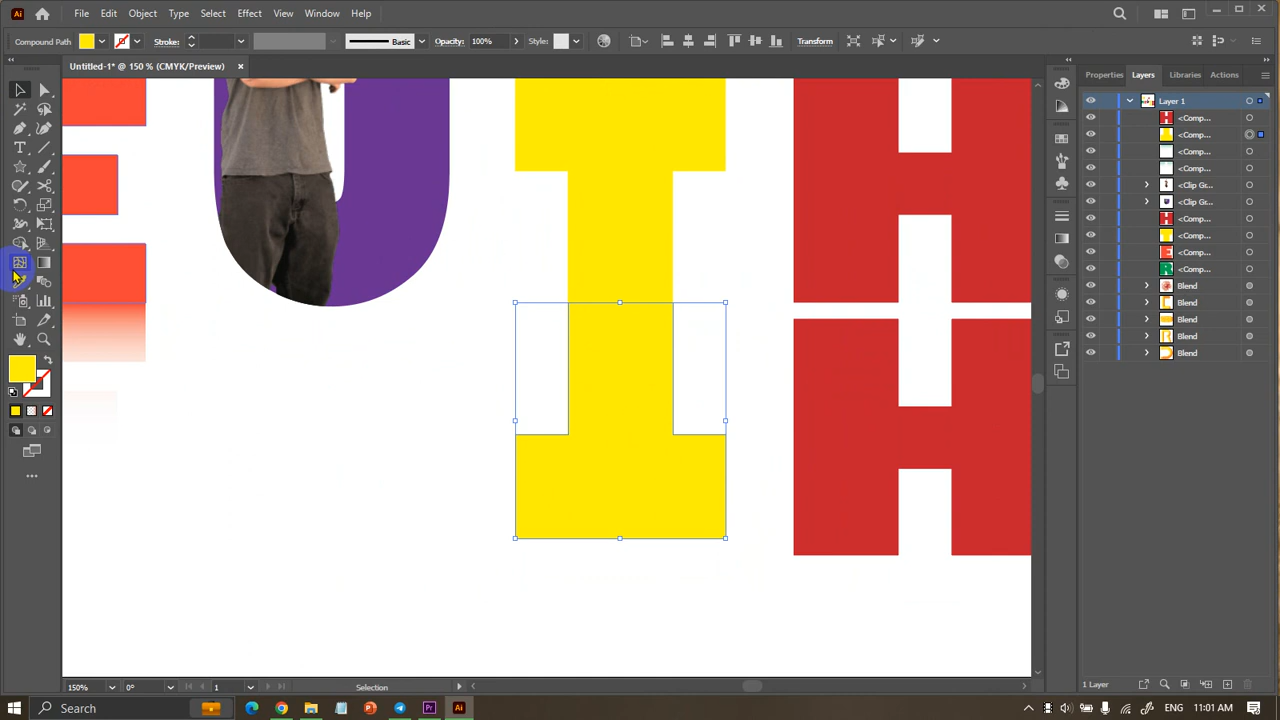 Ai File Edit Object Type Select Effect View Window Help
Compound Path Stroke: Basic Opacity: 100% Style: Transform
Untitled-1* @ 150 % (CMYK/Preview) ×
Properties Layers Libraries Actions
Layer 1
<Comp...
<Comp...
<Comp...
<Comp...
<Clip Gr...
<Clip Gr...
<Comp...
<Comp...
<Comp...
<Comp...
Blend
Blend
Blend
Blend
Blend
E U I H
I H
150% 0° 1 Selection
1 Layer
Search
ENG 11:01 AM